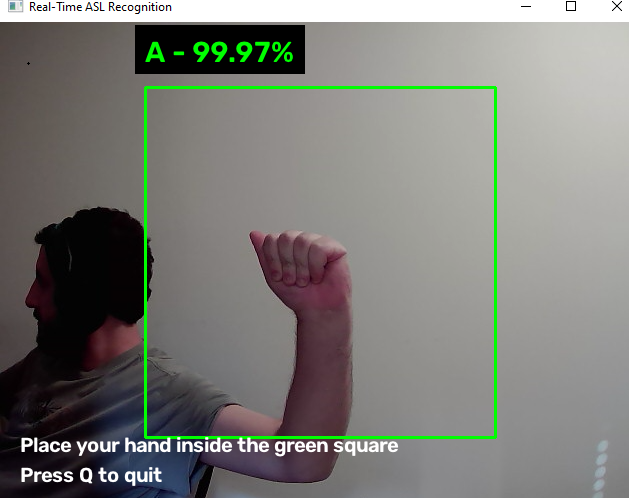 Real-Time ASL Recognition
A - 99.97%
Place your hand inside the green square
Press Q to quit